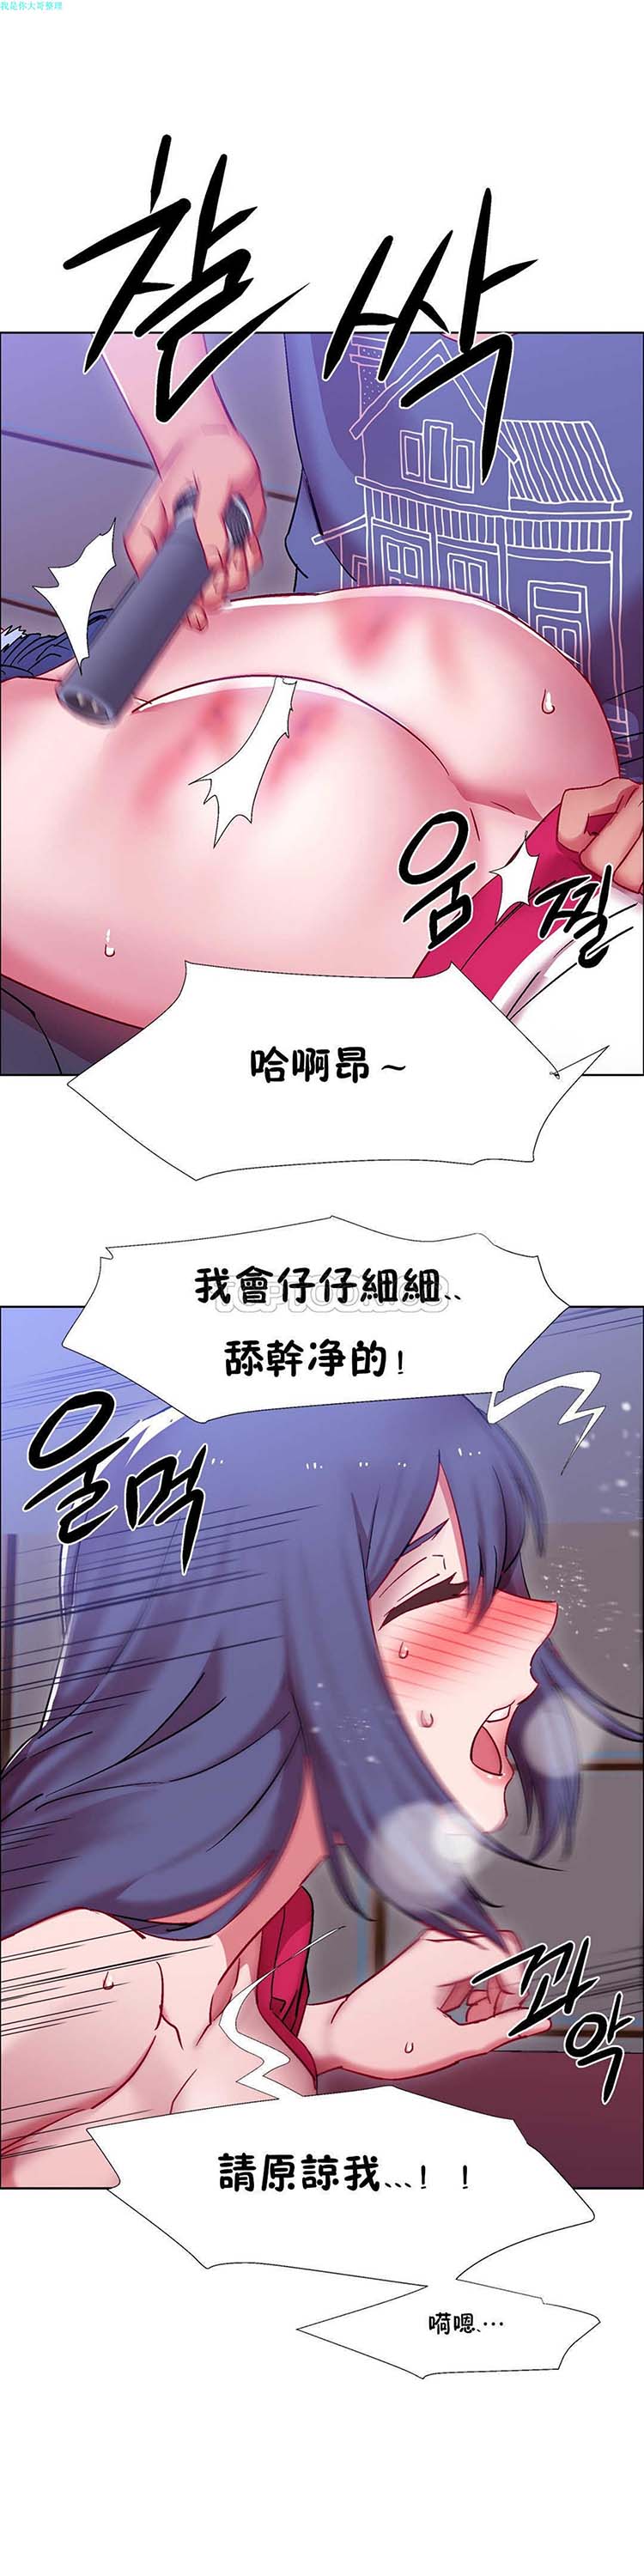 我是你大哥整理
찰싹
움찔
哈啊昂~
我會仔仔細細..
舔幹净的!
울먹
콰악
請原諒我...! !
嗬嗯...